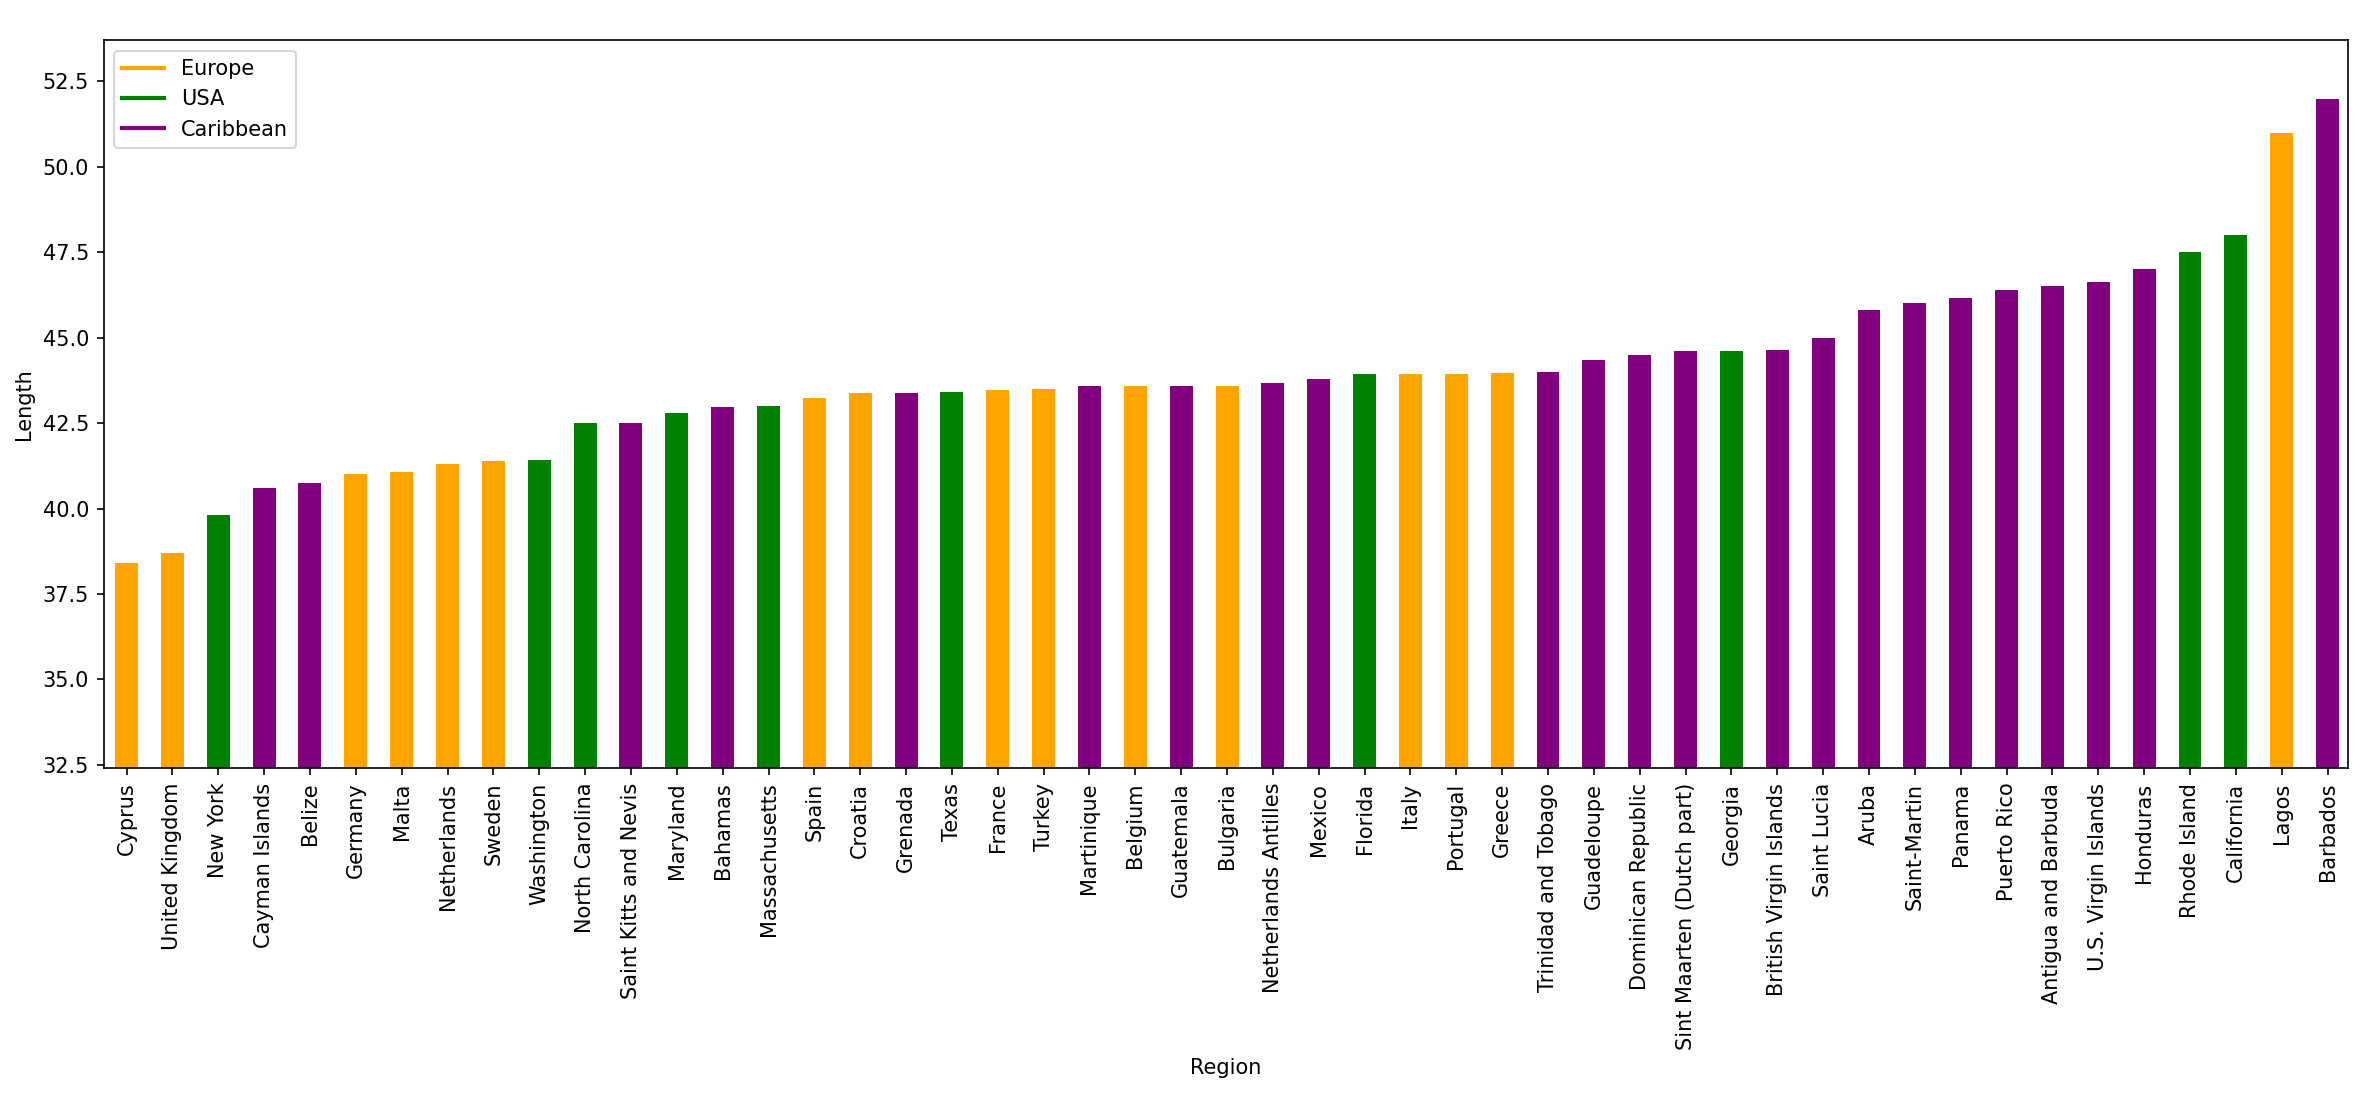 Europe
USA
Caribbean
52.5
50.0
47.5
45.0
42.5
40.0
37.5
35.0
32.5
Length
Cyprus
United Kingdom
New York
Cayman Islands
Belize
Germany
Malta
Netherlands
Sweden
Washington
North Carolina
Saint Kitts and Nevis
Maryland
Bahamas
Massachusetts
Spain
Croatia
Grenada
Texas
France
Turkey
Martinique
Belgium
Guatemala
Bulgaria
Netherlands Antilles
Mexico
Florida
Italy
Portugal
Greece
Trinidad and Tobago
Guadeloupe
Dominican Republic
Sint Maarten (Dutch part)
Georgia
British Virgin Islands
Saint Lucia
Aruba
Saint-Martin
Panama
Puerto Rico
Antigua and Barbuda
U.S. Virgin Islands
Honduras
Rhode Island
California
Lagos
Barbados
Region